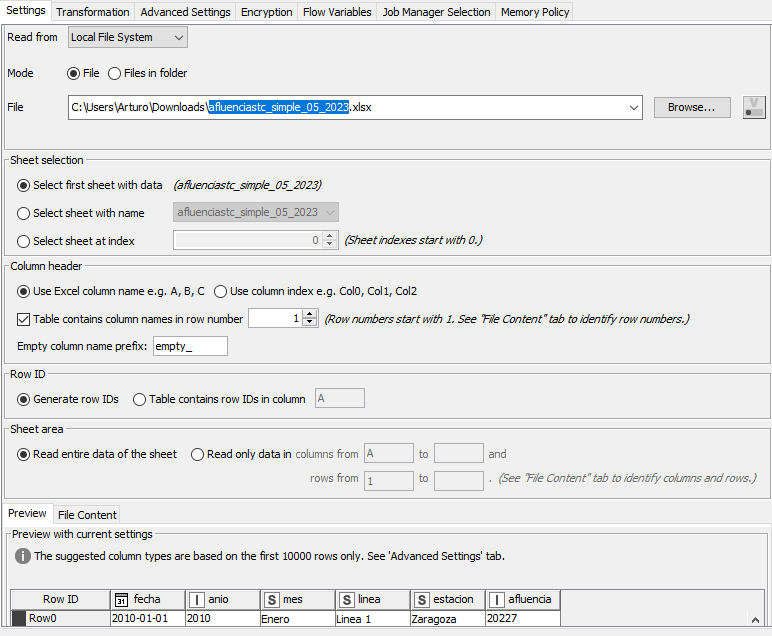 Settings Transformation Advanced Settings Encryption Flow Variables Job Manager Selection Memory Policy
Read from Local File System
Mode File Files in folder
File C:\Users\Arturo\Downloads\afluenciastc_simple_05_2023.xlsx Browse... V
Sheet selection
Select first sheet with data (afluenciastc_simple_05_2023)
Select sheet with name afluenciastc_simple_05_2023
Select sheet at index 0 (Sheet indexes start with 0.)
Column header
Use Excel column name e.g. A, B, C Use column index e.g. Col0, Col1, Col2
Table contains column names in row number 1 (Row numbers start with 1. See "File Content" tab to identify row numbers.)
Empty column name prefix: empty_
Row ID
Generate row IDs Table contains row IDs in column A
Sheet area
Read entire data of the sheet Read only data in columns from A to and
rows from 1 to . (See "File Content" tab to identify columns and rows.)
Preview File Content
Preview with current settings
i The suggested column types are based on the first 10000 rows only. See 'Advanced Settings' tab.
Row ID 31 fecha I anio S mes S linea S estacion I afluencia
Row0 2010-01-01 2010 Enero Linea 1 Zaragoza 20227